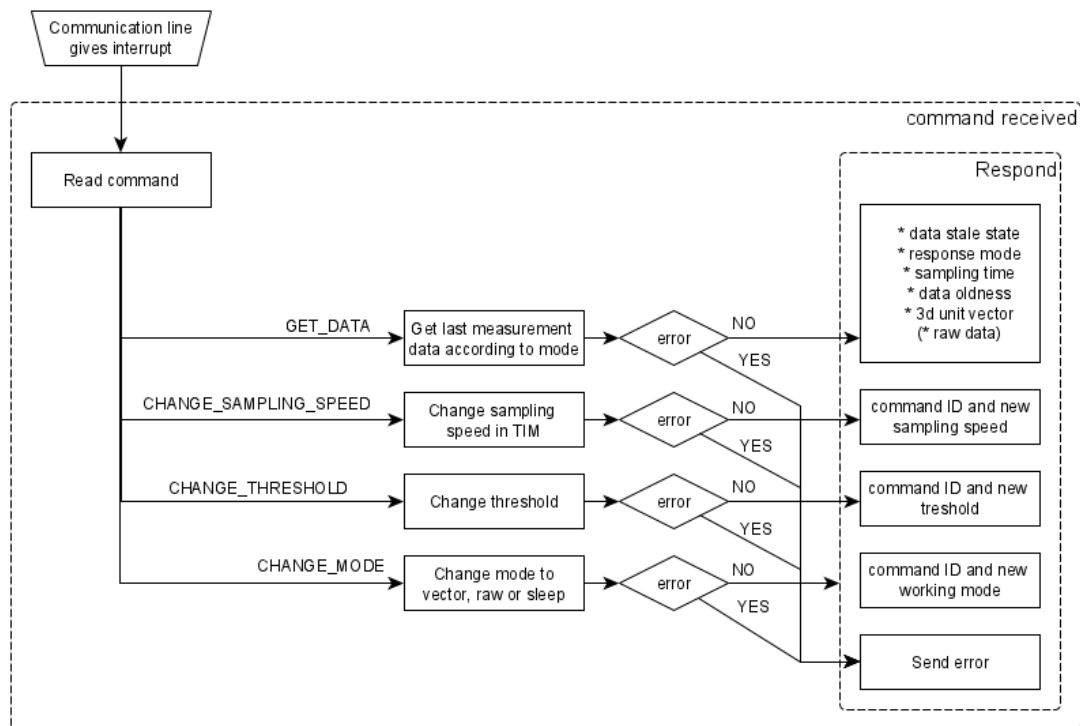 Communication line
gives interrupt
command received
Read command
Respond
* data stale state
* response mode
* sampling time
* data oldness
* 3d unit vector
(* raw data)
GET_DATA
Get last measurement
data according to mode
error
NO
YES
CHANGE_SAMPLING_SPEED
Change sampling
speed in TIM
error
NO
YES
command ID and new
sampling speed
CHANGE_THRESHOLD
Change threshold
error
NO
YES
command ID and new
treshold
CHANGE_MODE
Change mode to
vector, raw or sleep
error
NO
YES
command ID and new
working mode
Send error